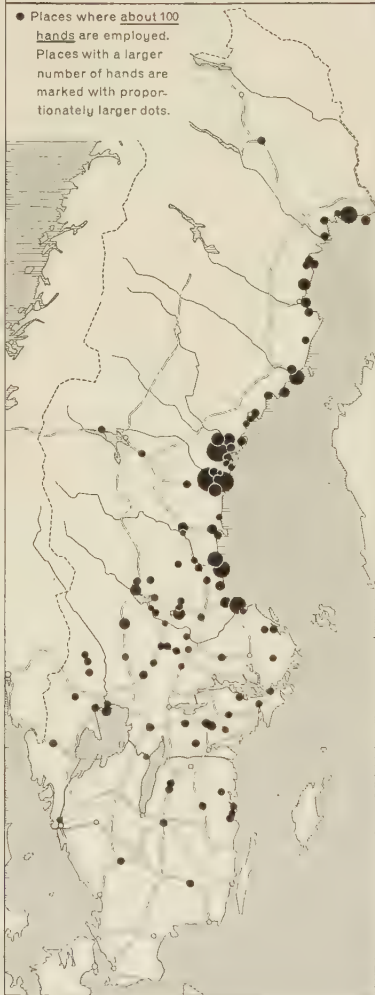 ● Places where about 100
hands are employed.
Places with a larger
number of hands are
marked with propor-
tionately larger dots.